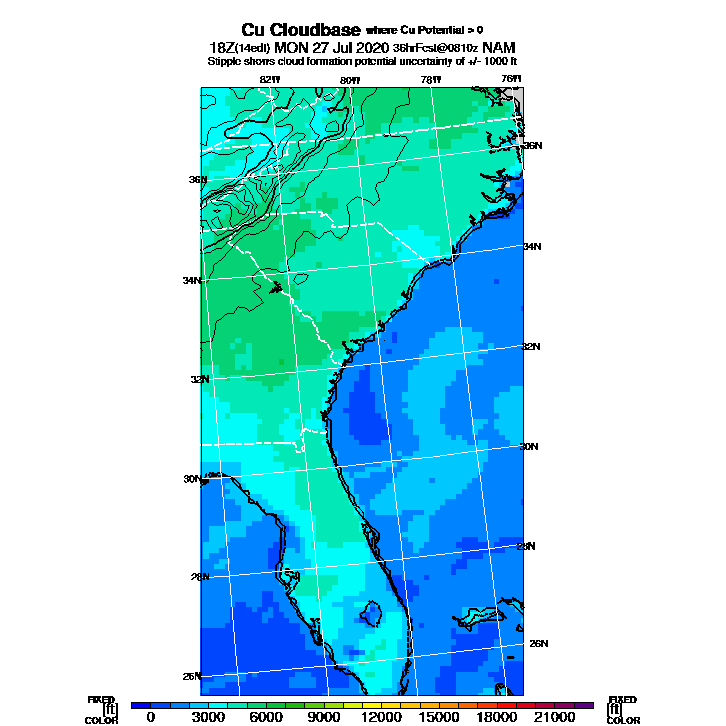 Cu Cloudbase where Cu Potential > 0
18Z(14edt) MON 27 Jul 2020 36hrFcst@0810z NAM
Stipple shows cloud formation potential uncertainty of +/- 1000 ft
82W 80W 78W 76W
36N
36N
34N
34N
32N
32N
30N
30N
28N
28N
26N
26N
FIXED FIXED
[ft] [ft]
COLOR COLOR
0 3000 6000 9000 12000 15000 18000 21000